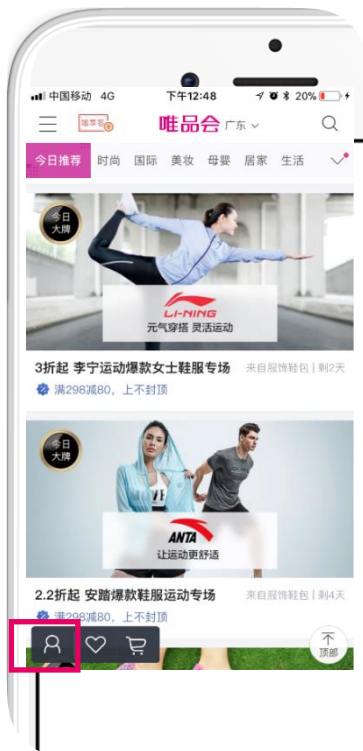 中国移动 4G 下午12:48 20%
唯享客
唯品会 广东
今日推荐 时尚 国际 美妆 母婴 居家 生活
今日
大牌
LI-NING
元气穿搭 灵活运动
3折起 李宁运动爆款女士鞋服专场 来自服饰鞋包 | 剩2天
满298减80，上不封顶
今日
大牌
ANTA
让运动更舒适
2.2折起 安踏爆款鞋服运动专场 来自服饰鞋包 | 剩4天
满298减80，上不封顶
顶部